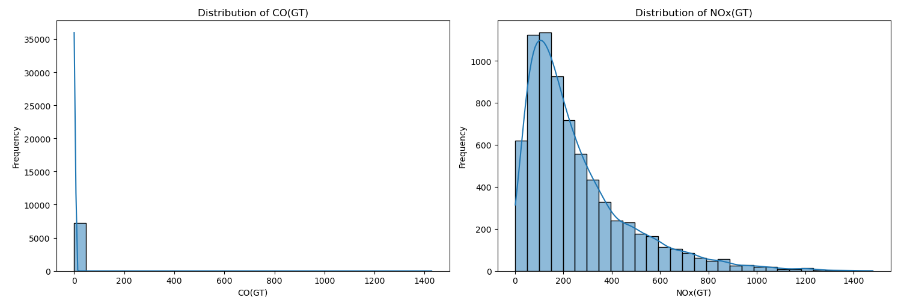 Distribution of CO(GT)
35000
30000
25000
20000
15000
10000
5000
0
Frequency
0 200 400 600 800 1000 1200 1400
CO(GT)
Distribution of NOx(GT)
1000
800
600
400
200
0
Frequency
0 200 400 600 800 1000 1200 1400
NOx(GT)